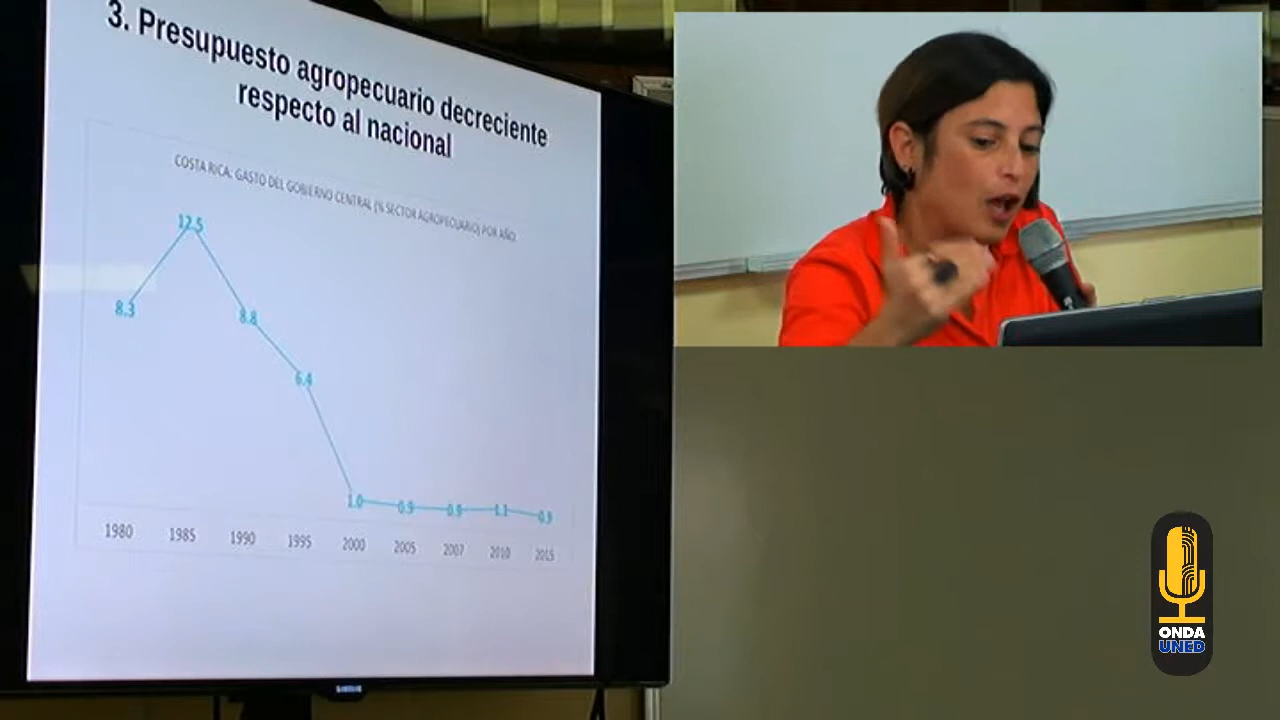 3. Presupuesto agropecuario decreciente
respecto al nacional
COSTA RICA: GASTO DEL GOBIERNO CENTRAL (% SECTOR AGROPECUARIO) POR AÑO
12.5
8.3
8.8
6.4
1.0 0.9 0.9 1.1 0.9
1980 1985 1990 1995 2000 2005 2007 2010 2015
SAMSUNG
ONDA
UNED